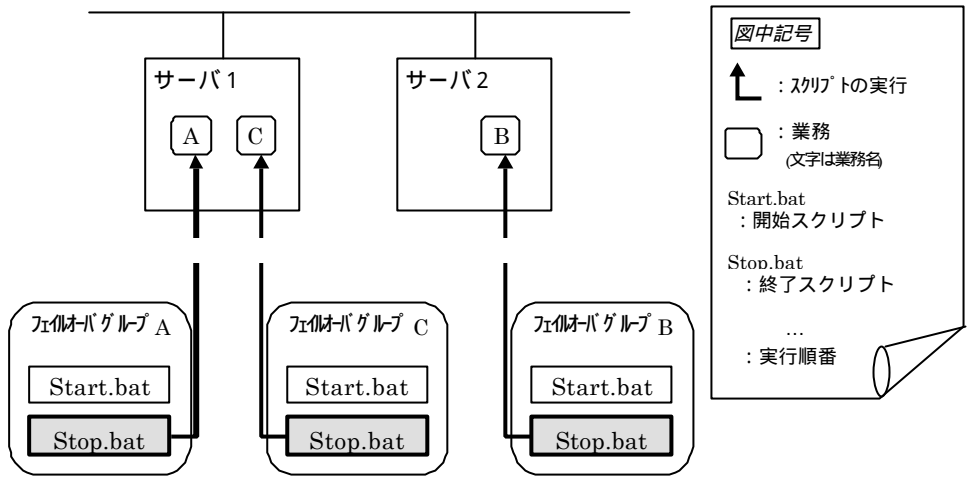 サーバ1
サーバ2
A
C
B
フェイルオーバグループ A
Start.bat
Stop.bat
フェイルオーバグループ C
Start.bat
Stop.bat
フェイルオーバグループ B
Start.bat
Stop.bat
図中記号
：スクリプトの実行
：業務
(文字は業務名)
Start.bat
：開始スクリプト
Stop.bat
：終了スクリプト
…
：実行順番